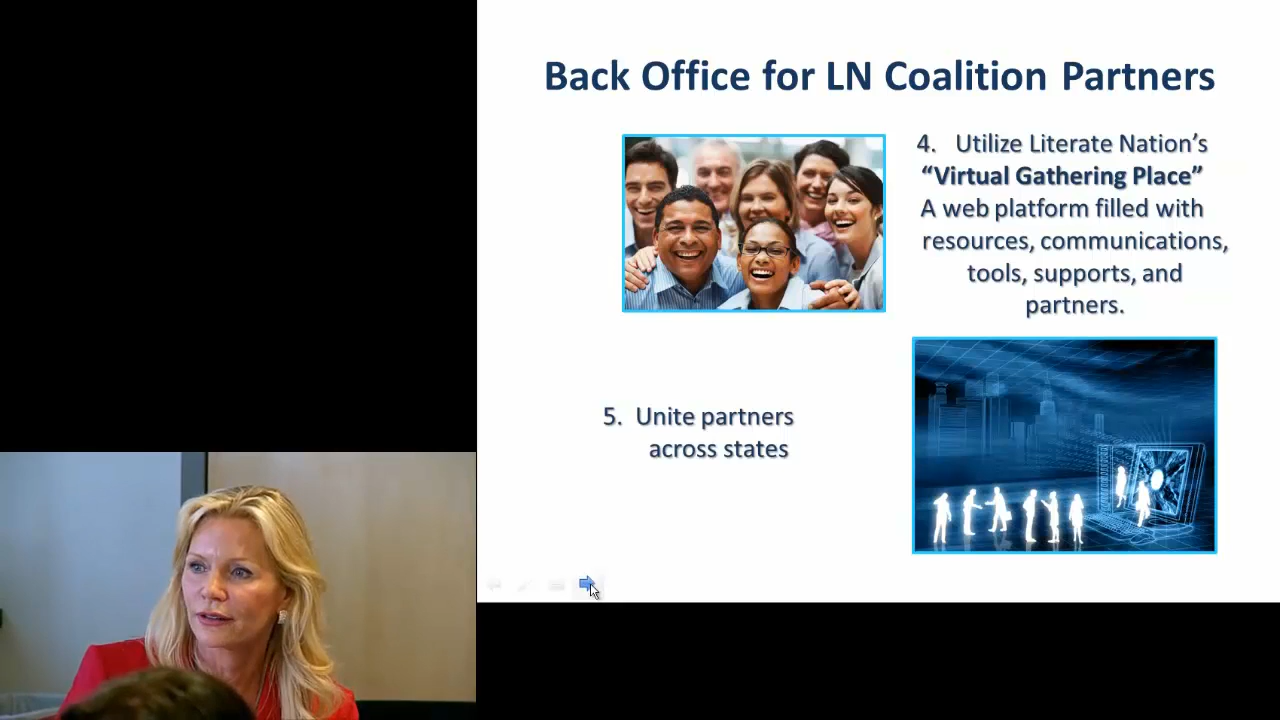 Back Office for LN Coalition Partners
4. Utilize Literate Nation’s
“Virtual Gathering Place”
A web platform filled with
resources, communications,
tools, supports, and
partners.
5. Unite partners
across states